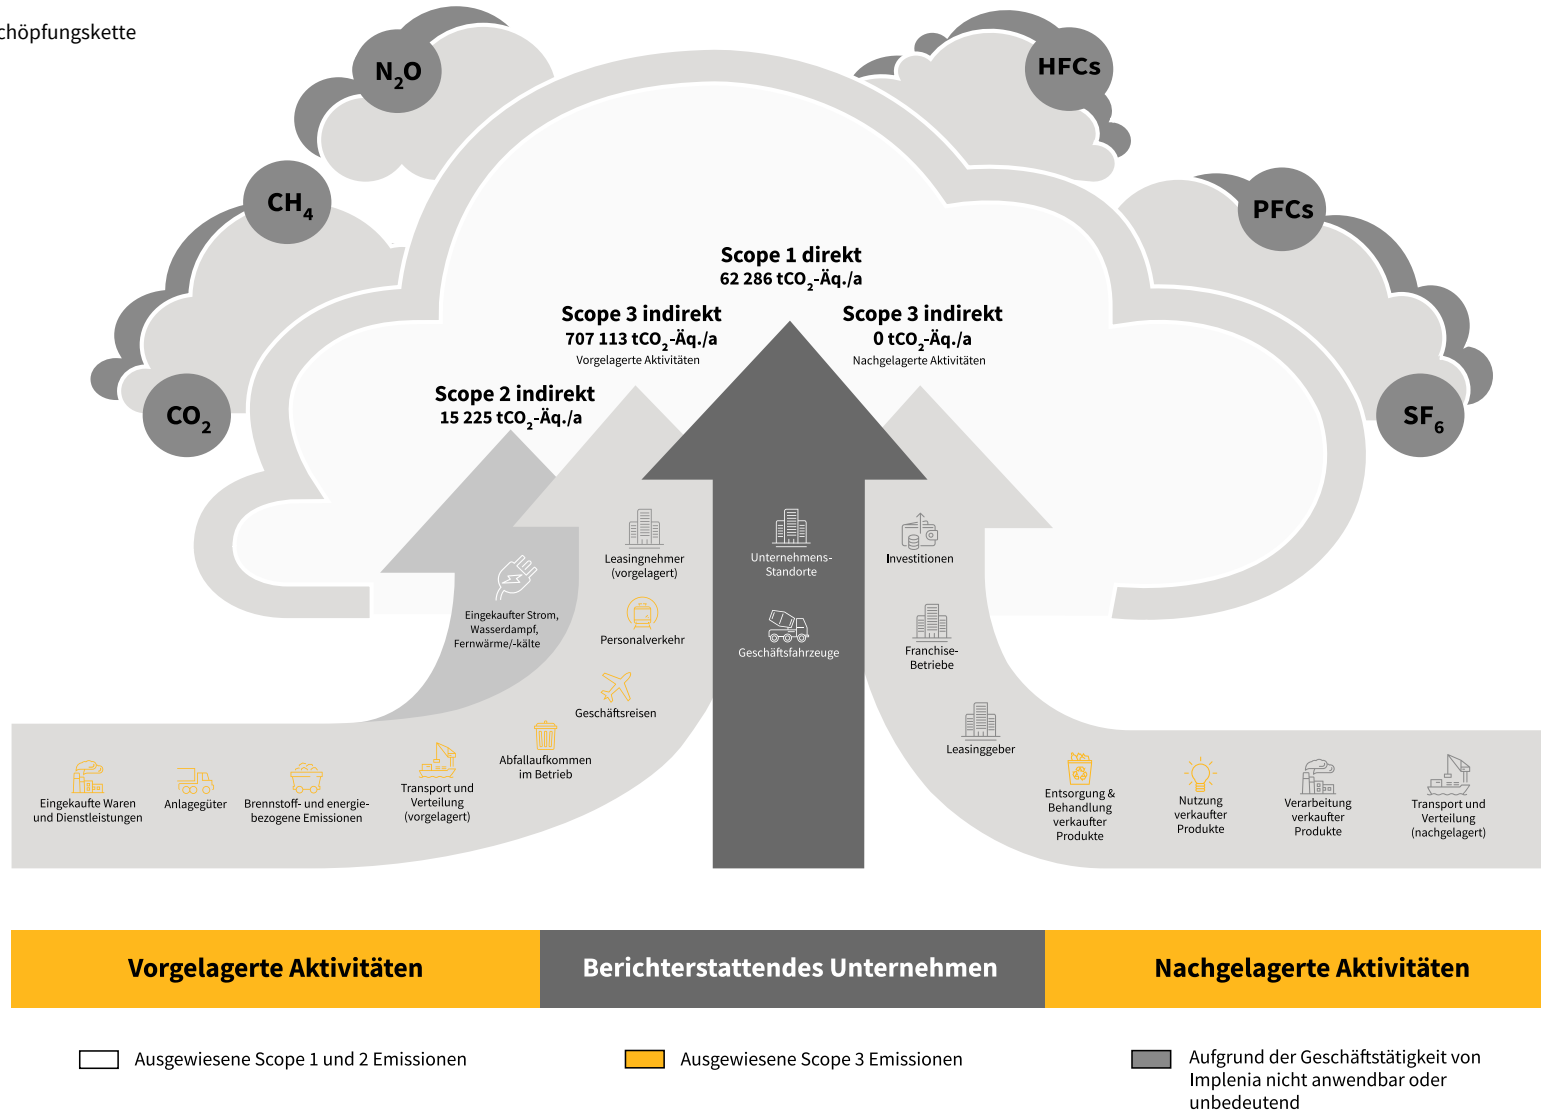 chöpfungskette
N₂O
HFCs
CH₄
PFCs
CO₂
SF₆
Scope 1 direkt
62 286 tCO₂-Äq./a
Scope 3 indirekt
707 113 tCO₂-Äq./a
Vorgelagerte Aktivitäten
Scope 3 indirekt
0 tCO₂-Äq./a
Nachgelagerte Aktivitäten
Scope 2 indirekt
15 225 tCO₂-Äq./a
Eingekaufter Strom,
Wasserdampf,
Fernwärme/-kälte
Leasingnehmer
(vorgelagert)
Personalverkehr
Geschäftsreisen
Abfallaufkommen
im Betrieb
Transport und
Verteilung
(vorgelagert)
Brennstoff- und energie-
bezogene Emissionen
Anlagegüter
Eingekaufte Waren
und Dienstleistungen
Unternehmens-
Standorte
Geschäftsfahrzeuge
Investitionen
Franchise-
Betriebe
Leasinggeber
Entsorgung &
Behandlung
verkaufter
Produkte
Nutzung
verkaufter
Produkte
Verarbeitung
verkaufter
Produkte
Transport und
Verteilung
(nachgelagert)
Vorgelagerte Aktivitäten
Berichterstattendes Unternehmen
Nachgelagerte Aktivitäten
Ausgewiesene Scope 1 und 2 Emissionen
Ausgewiesene Scope 3 Emissionen
Aufgrund der Geschäftstätigkeit von
Implenia nicht anwendbar oder
unbedeutend